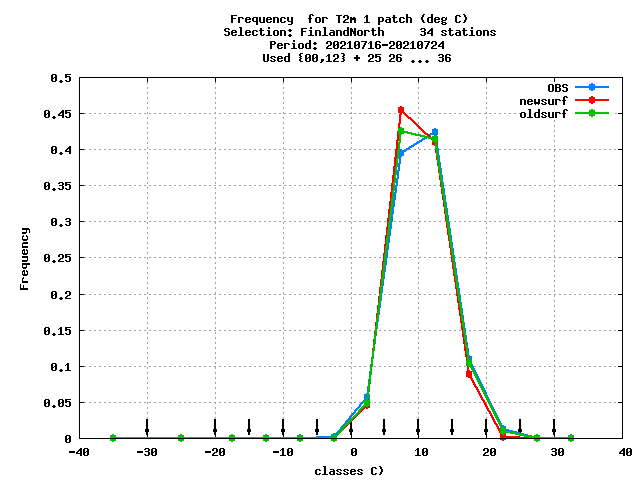 Frequency  for T2m 1 patch (deg C)
Selection: FinlandNorth     34 stations
Period: 20210716-20210724
Used {00,12} + 25 26 ... 36
OBS
newsurf
oldsurf
0.5
0.45
0.4
0.35
0.3
0.25
0.2
0.15
0.1
0.05
0
Frequency
-40 -30 -20 -10 0 10 20 30 40
classes C)